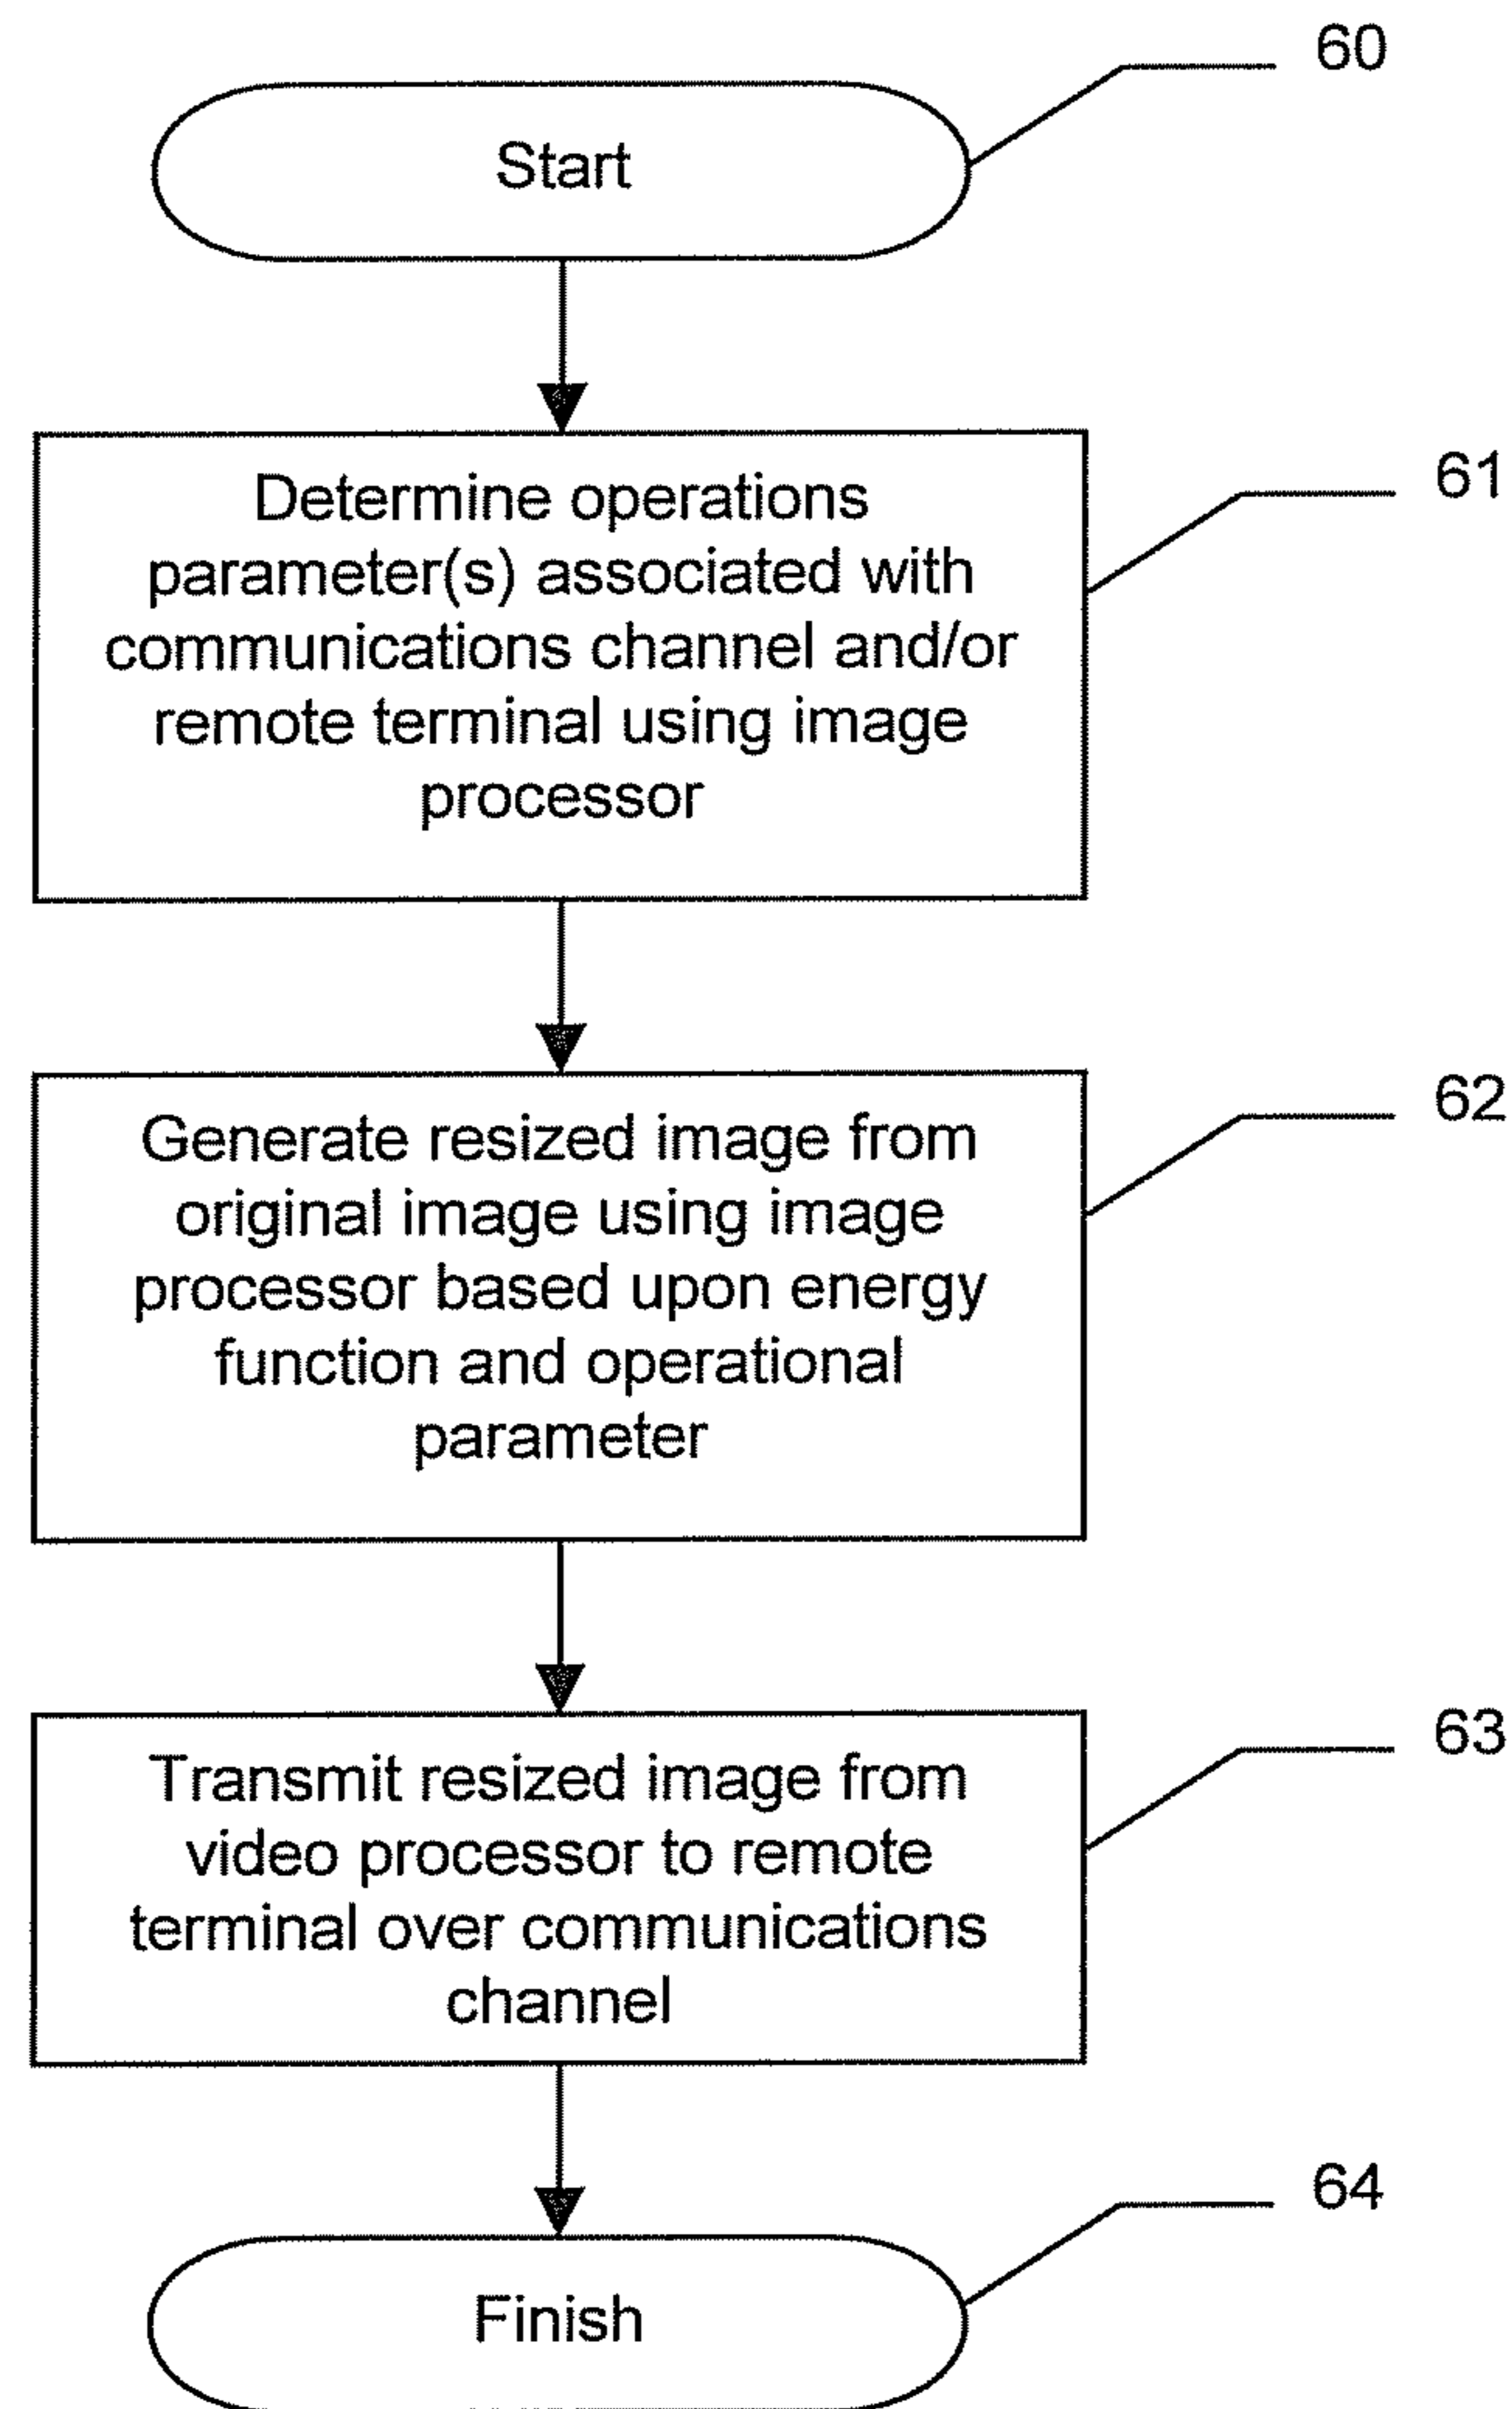 60
Start
61
Determine operations
parameter(s) associated with
communications channel and/or
remote terminal using image
processor
62
Generate resized image from
original image using image
processor based upon energy
function and operational
parameter
63
Transmit resized image from
video processor to remote
terminal over communications
channel
64
Finish